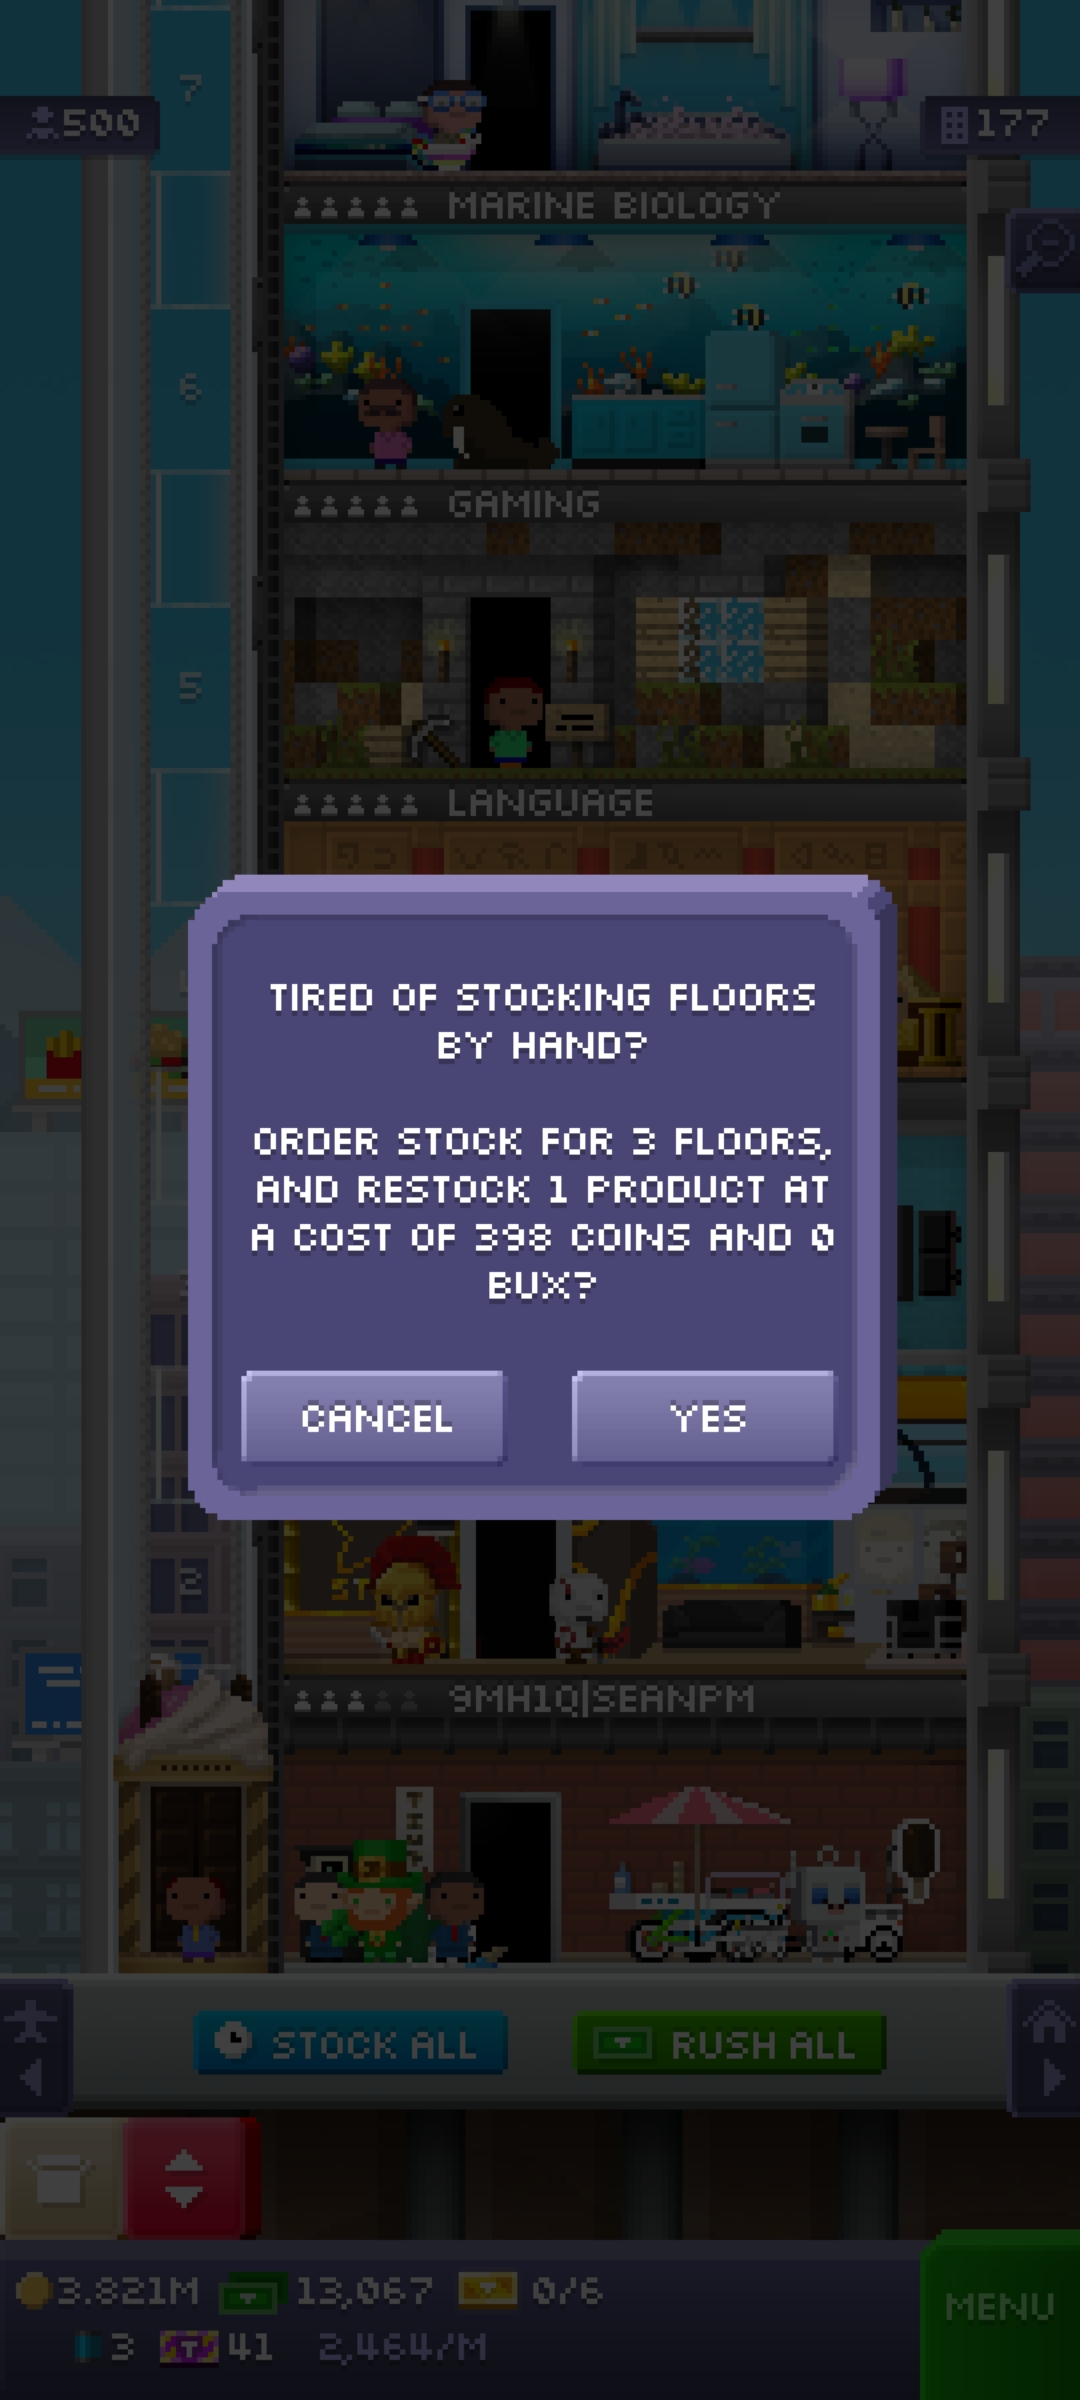 7
500
177
MARINE BIOLOGY
6
GAMING
5
LANGUAGE
TIRED OF STOCKING FLOORS
BY HAND?
ORDER STOCK FOR 3 FLOORS,
AND RESTOCK 1 PRODUCT AT
A COST OF 398 COINS AND 0
BUX?
CANCEL
YES
ST
2
9MH1Q|SEANPM
STOCK ALL
RUSH ALL
3.821M
13,067
0/6
MENU
3
41
2,464/M